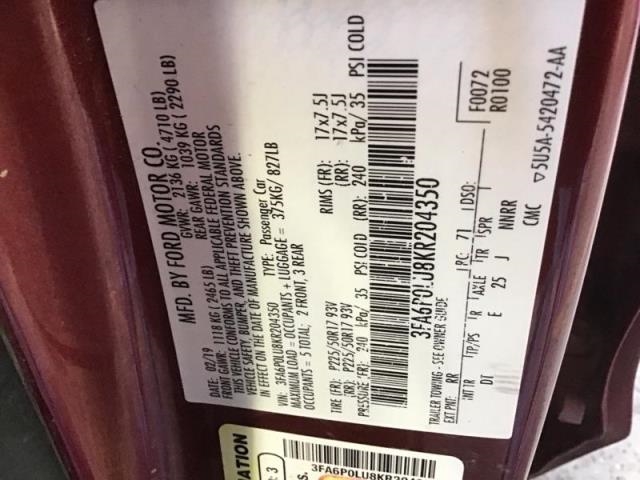 MFD. BY FORD MOTOR CO.
DATE: 02/19 GVWR: 2136 KG ( 4710 LB)
FRONT GAWR: 1118 KG ( 2465 LB) REAR GAWR: 1039 KG ( 2290 LB)
THIS VEHICLE CONFORMS TO ALL APPLICABLE FEDERAL MOTOR
VEHICLE SAFETY, BUMPER, AND THEFT PREVENTION STANDARDS
IN EFFECT ON THE DATE OF MANUFACTURE SHOWN ABOVE.
VIN: 3FA6P0LU8KR204350 TYPE: Passenger Car
MAXIMUM LOAD = OCCUPANTS + LUGGAGE = 375KG/ 827LB
OCCUPANTS = 5 TOTAL; 2 FRONT, 3 REAR
TIRE (FR): P225/50R17 93V RIMS (FR): 17x7.5J
(RR): P225/50R17 93V (RR): 17x7.5J
PRESSURE (FR): 240 kPa/ 35 PSI COLD (RR): 240 kPa/ 35 PSI COLD
3FA6P0LU8KR204350
TRAILER TOWING - SEE OWNER GUIDE
EXT PNT: RR PC: 71 DSO: F0072
R0100
INT TR TP/PS R AXLE TR SPR
DT E 25 J NNRR
CMC ▽5U5A-5420472-AA
3
3FA6P0LU8KR204